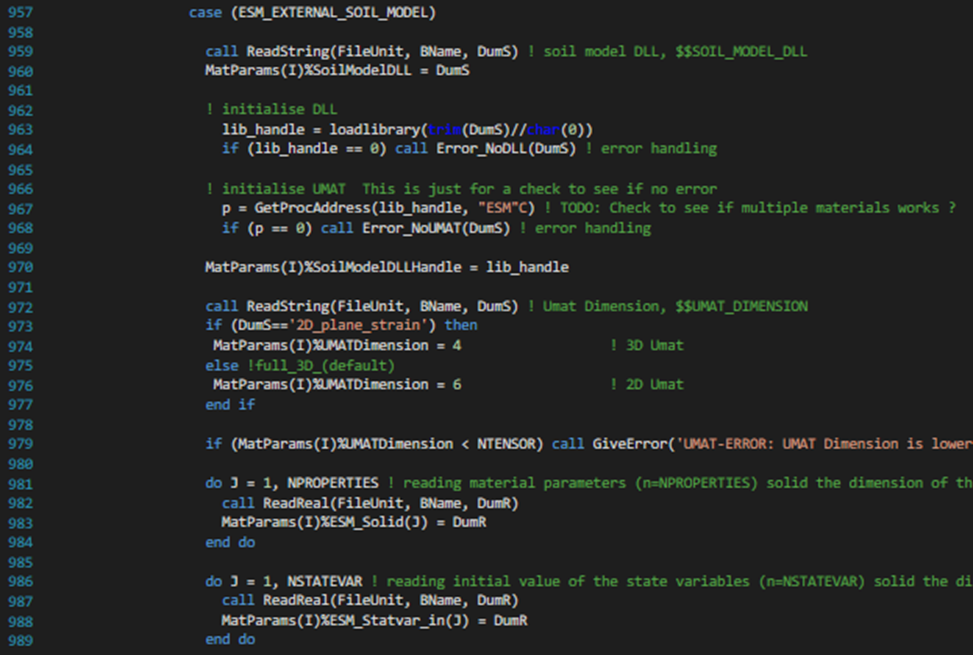 957 case (ESM_EXTERNAL_SOIL_MODEL)
958
959 call ReadString(FileUnit, BName, DumS) ! soil model DLL, $$SOIL_MODEL_DLL
960 MatParams(I)%SoilModelDLL = DumS
961
962 ! initialise DLL
963 lib_handle = loadlibrary(trim(DumS)//char(0))
964 if (lib_handle == 0) call Error_NoDLL(DumS) ! error handling
965
966 ! initialise UMAT  This is just for a check to see if no error
967 p = GetProcAddress(lib_handle, "ESM"C) ! TODO: Check to see if multiple materials works ?
968 if (p == 0) call Error_NoUMAT(DumS) ! error handling
969
970 MatParams(I)%SoilModelDLLHandle = lib_handle
971
972 call ReadString(FileUnit, BName, DumS) ! Umat Dimension, $$UMAT_DIMENSION
973 if (DumS=='2D_plane_strain') then
974 MatParams(I)%UMATDimension = 4 ! 3D Umat
975 else !full_3D_(default)
976 MatParams(I)%UMATDimension = 6 ! 2D Umat
977 end if
978
979 if (MatParams(I)%UMATDimension < NTENSOR) call GiveError('UMAT-ERROR: UMAT Dimension is lower
980
981 do J = 1, NPROPERTIES ! reading material parameters (n=NPROPERTIES) solid the dimension of th
982 call ReadReal(FileUnit, BName, DumR)
983 MatParams(I)%ESM_Solid(J) = DumR
984 end do
985
986 do J = 1, NSTATEVAR ! reading initial value of the state variables (n=NSTATEVAR) solid the di
987 call ReadReal(FileUnit, BName, DumR)
988 MatParams(I)%ESM_Statvar_in(J) = DumR
989 end do